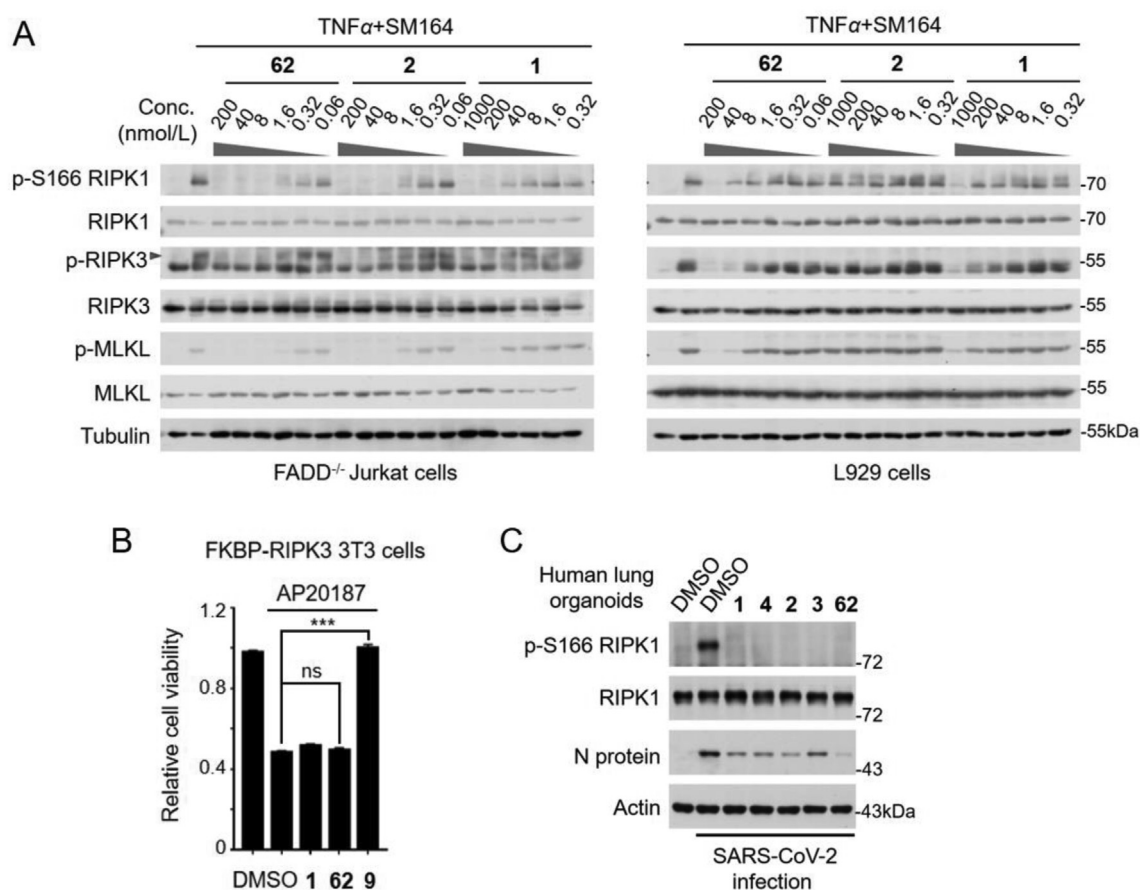 A
TNFα+SM164
62 2 1
Conc.
(nmol/L)
200 40 8 1.6 0.32 0.06 200 40 8 1.6 0.32 0.06 1000 200 40 8 1.6 0.32
p-S166 RIPK1
RIPK1
p-RIPK3
RIPK3
p-MLKL
MLKL
Tubulin
FADD-/- Jurkat cells
TNFα+SM164
62 2 1
200 40 8 1.6 0.32 0.06 1000 200 40 8 1.6 0.32 1000 200 40 8 1.6 0.32
-70
-70
-55
-55
-55
-55
-55kDa
L929 cells
B
FKBP-RIPK3 3T3 cells
AP20187
Relative cell viability
1.2
0.8
0.4
0
***
ns
DMSO 1 62 9
C
Human lung
organoids
DMSO DMSO 1 4 2 3 62
p-S166 RIPK1
-72
RIPK1
-72
N protein
-43
Actin
-43kDa
SARS-CoV-2
infection